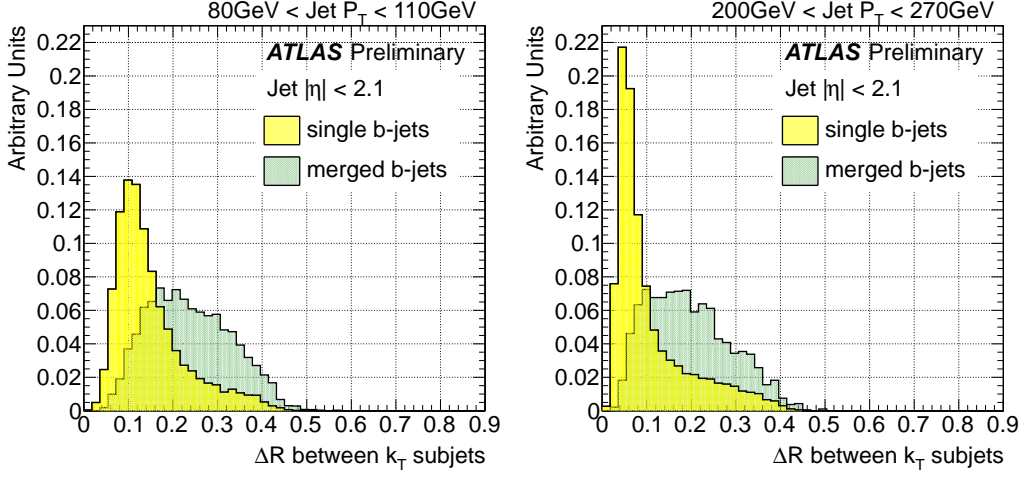 80GeV < Jet P_T < 110GeV
Arbitrary Units
0.22
0.2
0.18
0.16
0.14
0.12
0.1
0.08
0.06
0.04
0.02
0
ATLAS Preliminary
Jet |η| < 2.1
single b-jets
merged b-jets
0 0.1 0.2 0.3 0.4 0.5 0.6 0.7 0.8 0.9
ΔR between k_T subjets
200GeV < Jet P_T < 270GeV
Arbitrary Units
0.22
0.2
0.18
0.16
0.14
0.12
0.1
0.08
0.06
0.04
0.02
0
ATLAS Preliminary
Jet |η| < 2.1
single b-jets
merged b-jets
0 0.1 0.2 0.3 0.4 0.5 0.6 0.7 0.8 0.9
ΔR between k_T subjets